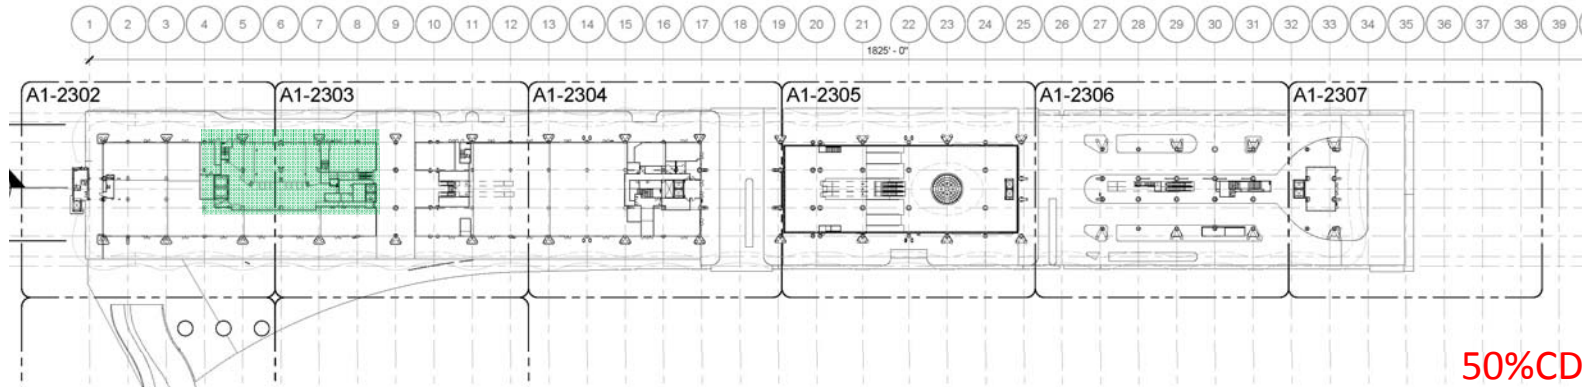 1 2 3 4 5 6 7 8 9 10 11 12 13 14 15 16 17 18 19 20 21 22 23 24 25 26 27 28 29 30 31 32 33 34 35 36 37 38 39
1825' - 0"
A1-2302 A1-2303 A1-2304 A1-2305 A1-2306 A1-2307
50%CD